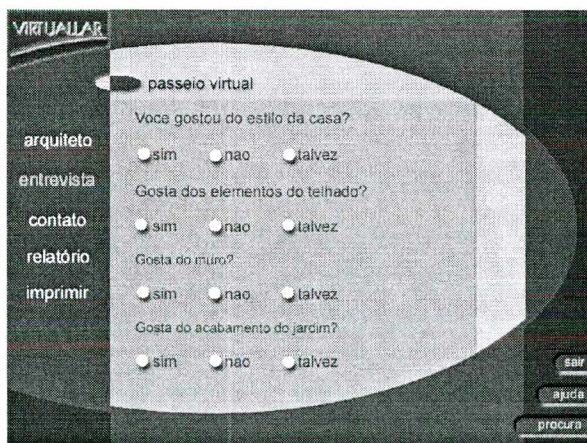 VIRTUALLAR
passeio virtual
Voce gostou do estilo da casa?
sim nao talvez
Gosta dos elementos do telhado?
sim nao talvez
Gosta do muro?
sim nao talvez
Gosta do acabamento do jardim?
sim nao talvez
arquiteto
entrevista
contato
relatório
imprimir
sair
ajuda
procura